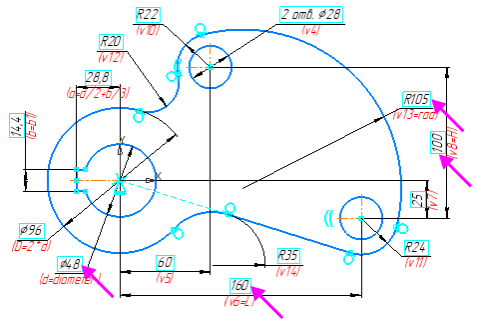 R22
(v10)
2 отв. ⌀28
(v4)
R20
(v12)
28,8
(a=d/2+b/3)
R105
(v13=rad)
14,4
(b=b1)
100
(v8=H)
Y
X
25
(v7)
⌀96
(D=2*d)
⌀48
(d=diameter)
60
(v5)
R35
(v14)
R24
(v11)
160
(v6=L)